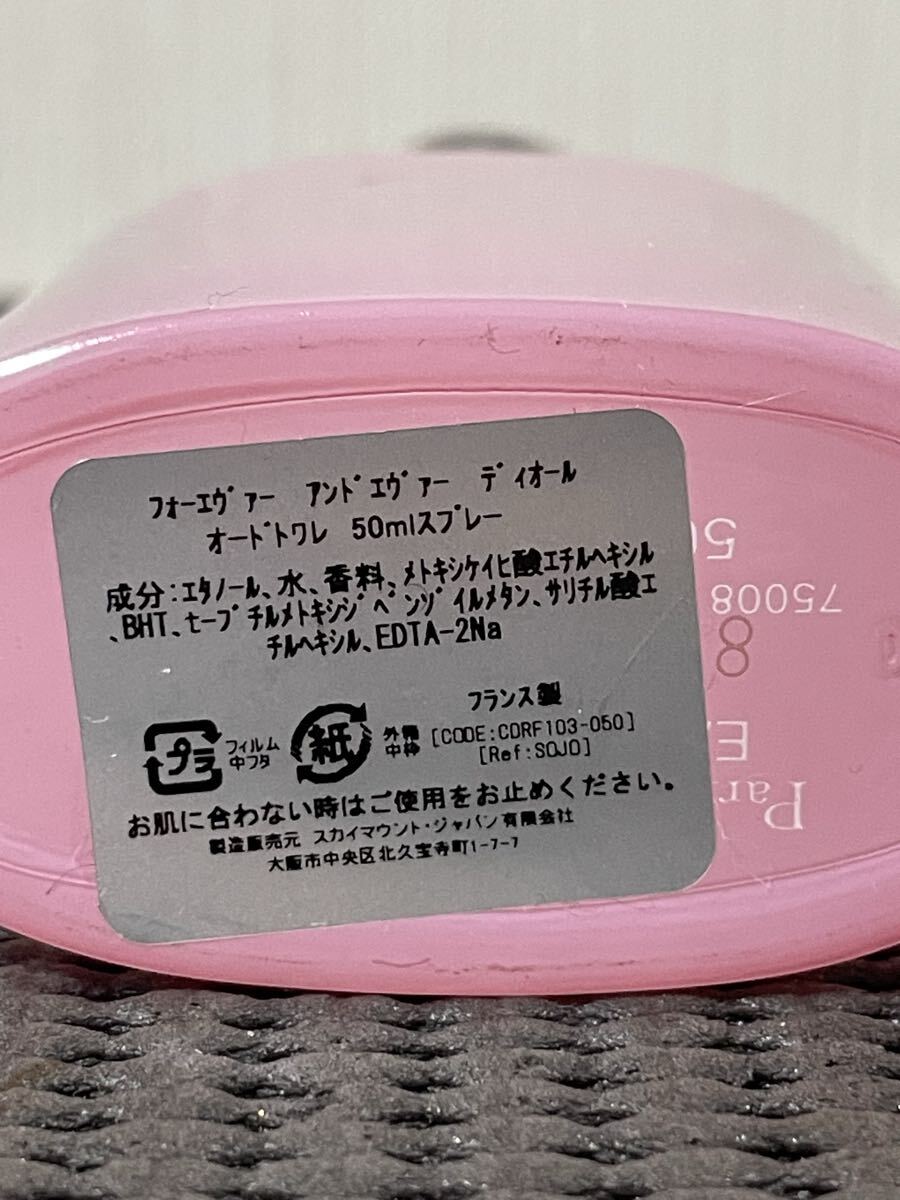 フォーエヴァー アンドエヴァー ディオール
オードトワレ 50mlスプレー
成分:エタノール、水、香料、メトキシケイヒ酸エチルヘキシル
、BHT、t-ブチルメトキシジベンゾイルメタン、サリチル酸エ
チルヘキシル、EDTA-2Na
フランス製
プラ フィルム
中フタ
紙 外箱
中枠
[CODE:CDRF103-050]
[Ref:SOJO]
お肌に合わない時はご使用をお止めください。
製造販売元 スカイマウント・ジャパン有限会社
大阪市中央区北久宝寺町1-7-7
75008
8